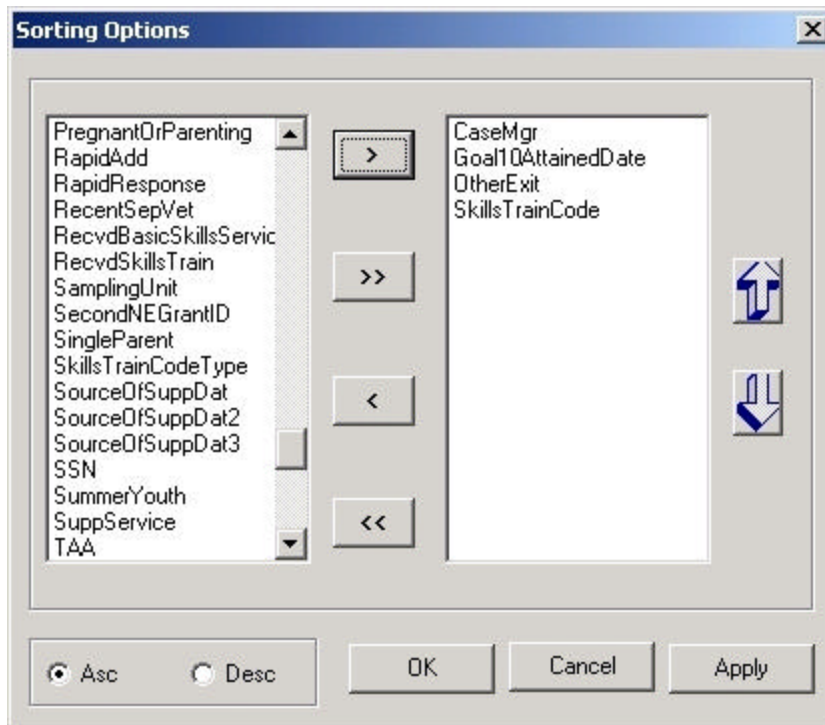 Sorting Options
PregnantOrParenting
RapidAdd
RapidResponse
RecentSepVet
RecvdBasicSkillsServic
RecvdSkillsTrain
SamplingUnit
SecondNEGrantID
SingleParent
SkillsTrainCodeType
SourceOfSuppDat
SourceOfSuppDat2
SourceOfSuppDat3
SSN
SummerYouth
SuppService
TAA
>
>>
<
<<
CaseMgr
Goal10AttainedDate
OtherExit
SkillsTrainCode
Asc
Desc
OK
Cancel
Apply